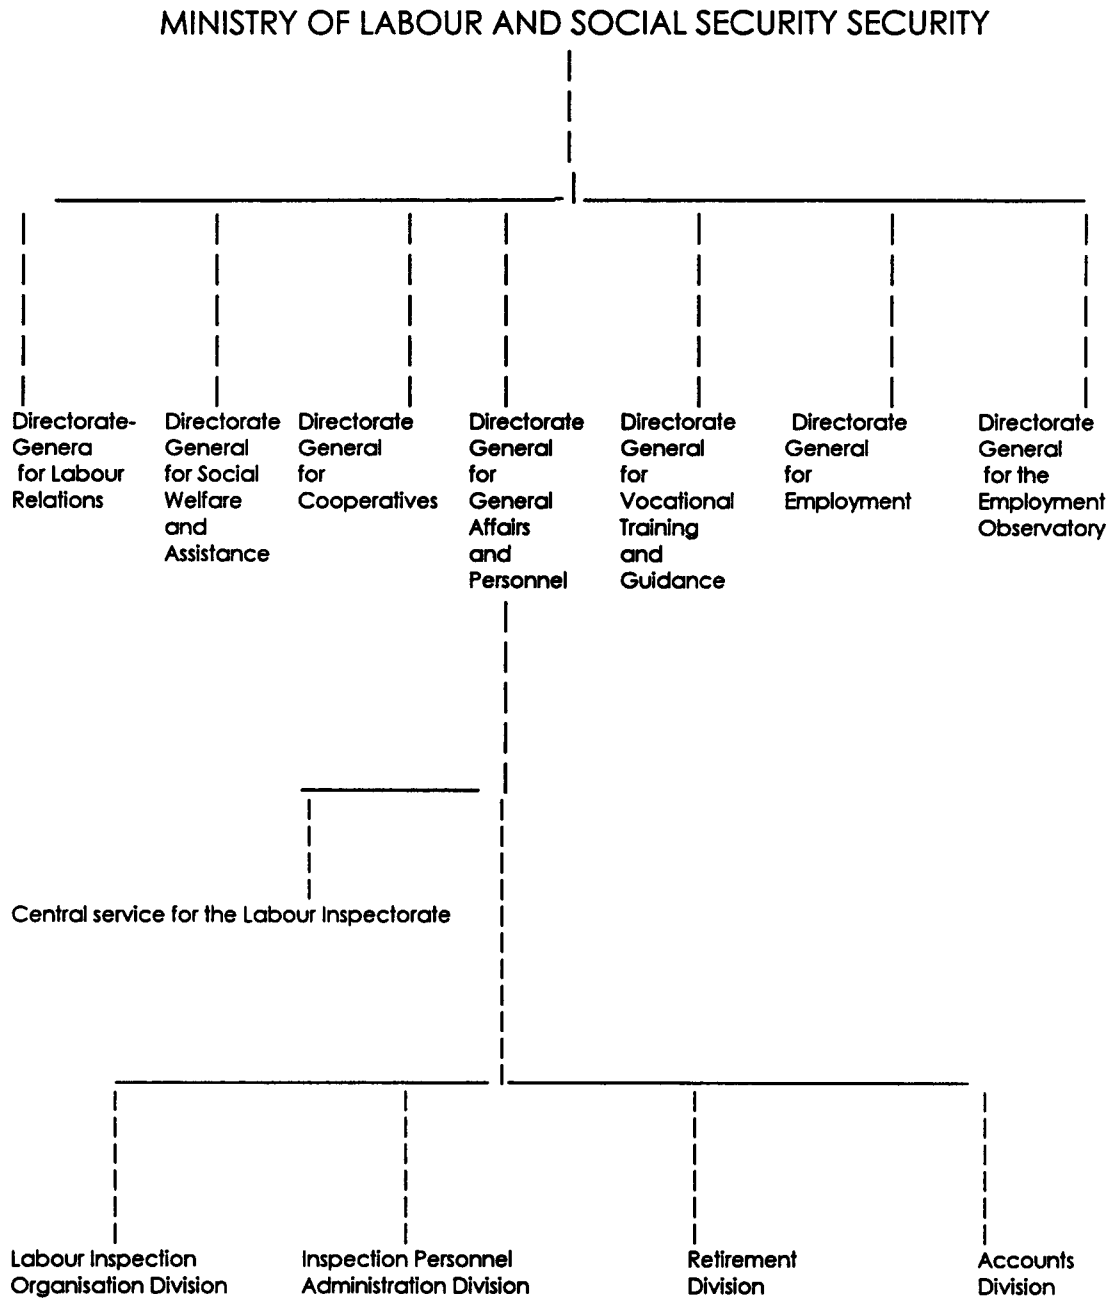 MINISTRY OF LABOUR AND SOCIAL SECURITY SECURITY
Directorate-
Genera
for Labour
Relations
Directorate
General
for Social
Welfare
and
Assistance
Directorate
General
for
Cooperatives
Directorate
General
for
General
Affairs
and
Personnel
Directorate
General
for
Vocational
Training
and
Guidance
Directorate
General
for
Employment
Directorate
General
for the
Employment
Observatory
Central service for the Labour Inspectorate
Labour Inspection
Organisation Division
Inspection Personnel
Administration Division
Retirement
Division
Accounts
Division